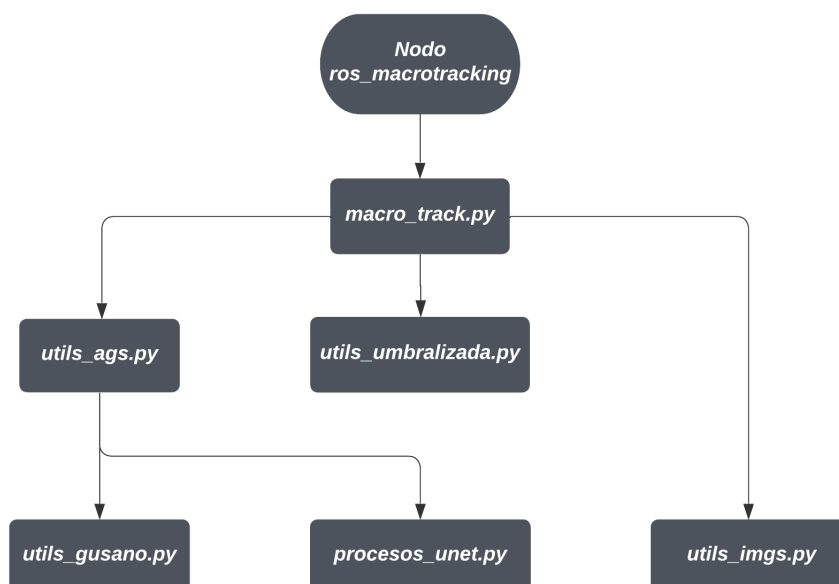 Nodo
ros_macrotracking
macro_track.py
utils_ags.py
utils_umbralizada.py
utils_gusano.py
procesos_unet.py
utils_imgs.py